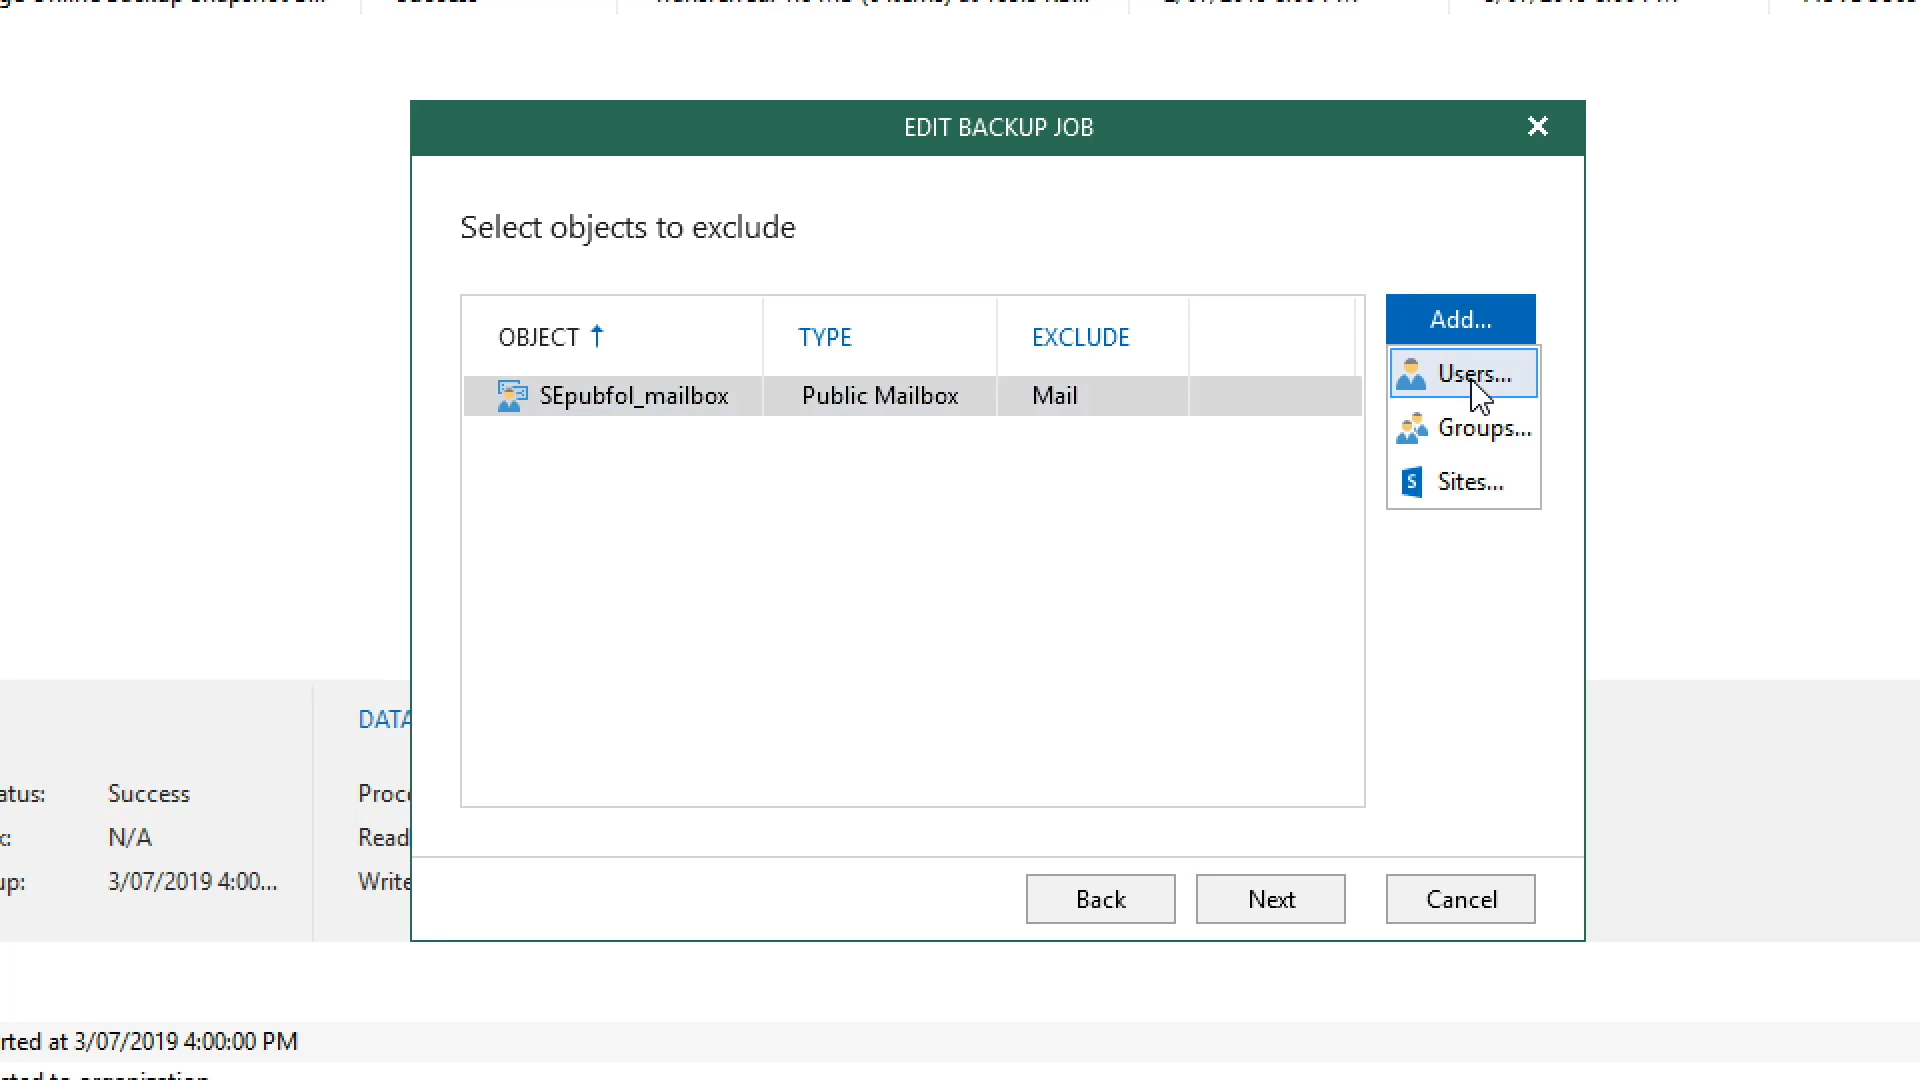 EDIT BACKUP JOB
Select objects to exclude
OBJECT TYPE EXCLUDE
SEpubfol_mailbox Public Mailbox Mail
Add...
Users...
Groups...
Sites...
DATA
atus: Success Proc
N/A Read
up: 3/07/2019 4:00... Write
Back Next Cancel
rted at 3/07/2019 4:00:00 PM